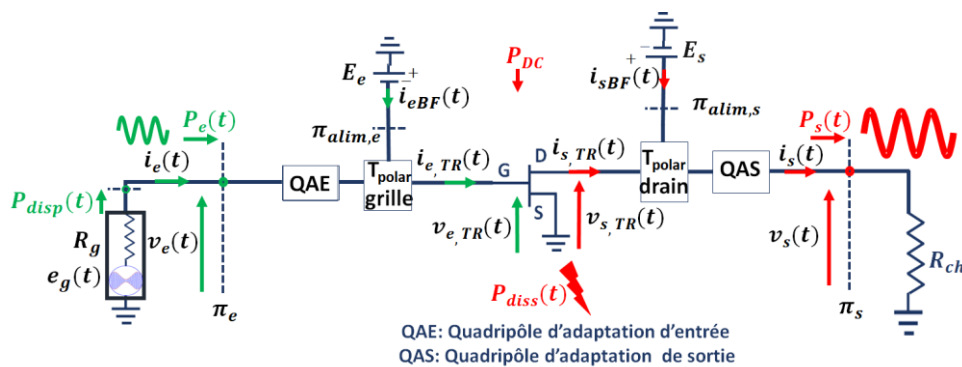 E_e
+
−
i_eBF(t)
P_DC
−
+
E_s
i_sBF(t)
π_alim,e
π_alim,s
P_e(t)
i_e(t)
QAE
T_polar
grille
i_e,TR(t)
G
D
S
i_s,TR(t)
T_polar
drain
QAS
P_s(t)
i_s(t)
P_disp(t)
R_g
e_g(t)
v_e(t)
π_e
v_e,TR(t)
v_s,TR(t)
P_diss(t)
v_s(t)
π_s
R_ch
QAE: Quadripôle d'adaptation d'entrée
QAS: Quadripôle d'adaptation de sortie